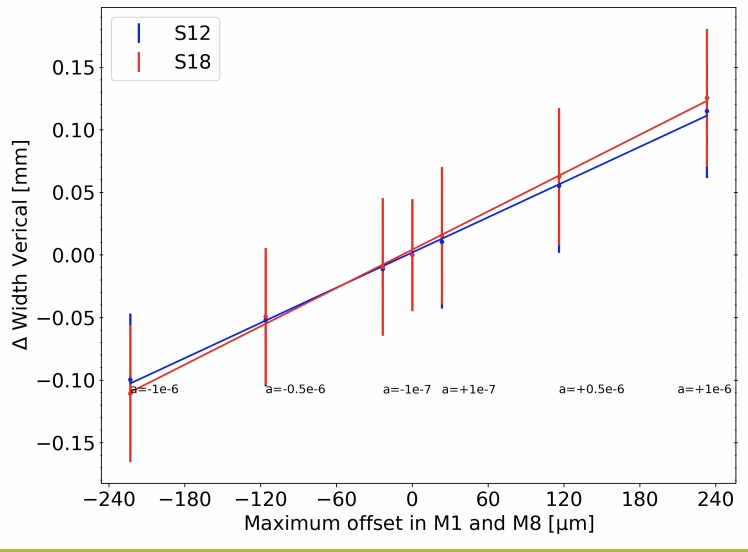 S12
S18
0.15
0.10
0.05
0.00
−0.05
−0.10
−0.15
Δ Width Verical [mm]
a=-1e-6
a=-0.5e-6
a=-1e-7
a=+1e-7
a=+0.5e-6
a=+1e-6
−240
−180
−120
−60
0
60
120
180
240
Maximum offset in M1 and M8 [μm]